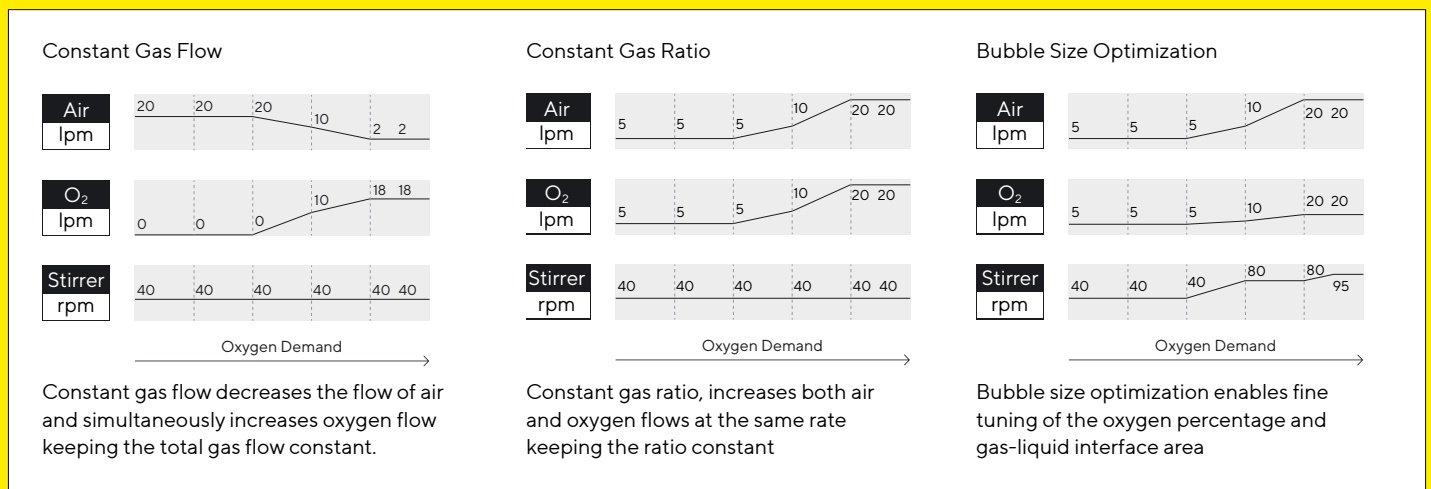 Constant Gas Flow
Air
lpm
20 20 20 10 2 2
O₂
lpm
0 0 0 10 18 18
Stirrer
rpm
40 40 40 40 40 40
Oxygen Demand
Constant gas flow decreases the flow of air
and simultaneously increases oxygen flow
keeping the total gas flow constant.
Constant Gas Ratio
Air
lpm
5 5 5 10 20 20
O₂
lpm
5 5 5 10 20 20
Stirrer
rpm
40 40 40 40 40 40
Oxygen Demand
Constant gas ratio, increases both air
and oxygen flows at the same rate
keeping the ratio constant
Bubble Size Optimization
Air
lpm
5 5 5 10 20 20
O₂
lpm
5 5 5 10 20 20
Stirrer
rpm
40 40 40 80 80 95
Oxygen Demand
Bubble size optimization enables fine
tuning of the oxygen percentage and
gas-liquid interface area